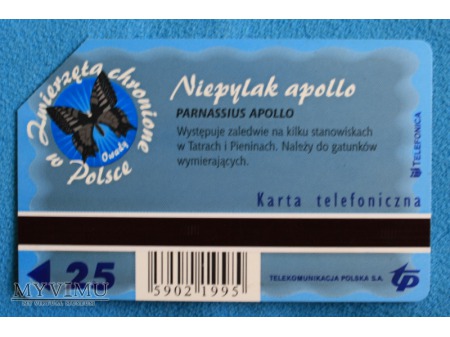 Zwierzęta chronione
w Polsce
Owady
Niepylak apollo
PARNASSIUS APOLLO
Występuje zaledwie na kilku stanowiskach
w Tatrach i Pieninach. Należy do gatunków
wymierających.
TELEFONICA
Karta telefoniczna
25
5902 1995
TELEKOMUNIKACJA POLSKA S.A.
tp
MYVIMU